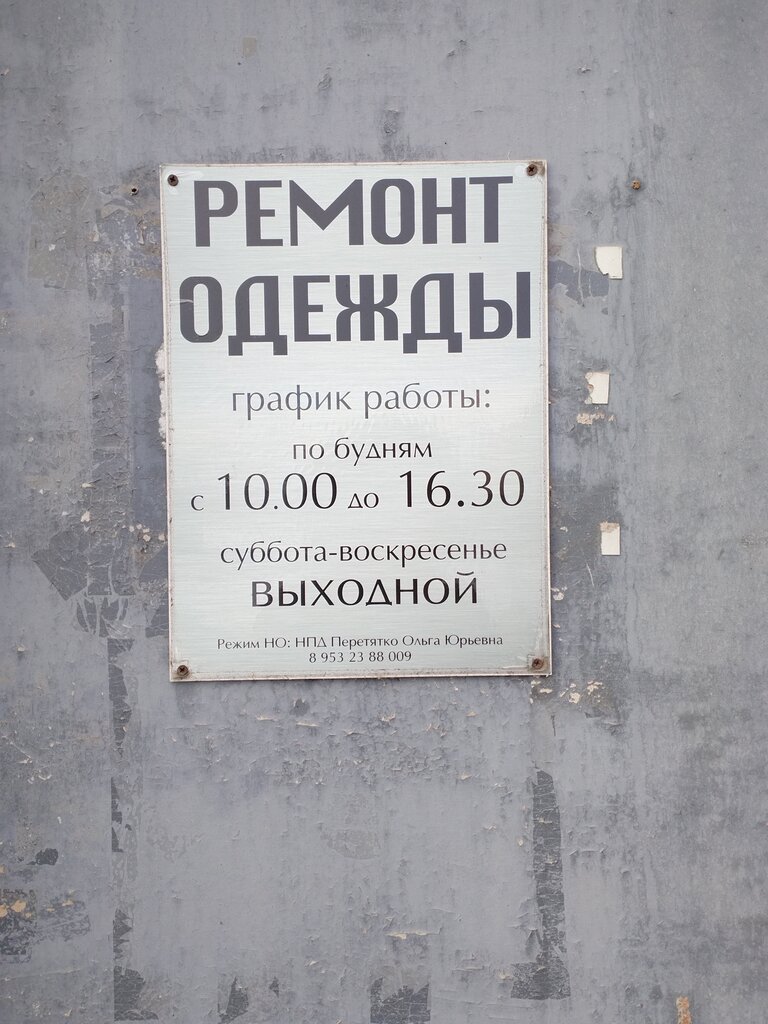 РЕМОНТ
ОДЕЖДЫ
график работы:
по будням
с 10.00 до 16.30
суббота-воскресенье
ВЫХОДНОЙ
Режим НО: НПД Перетятко Ольга Юрьевна
8 953 23 88 009